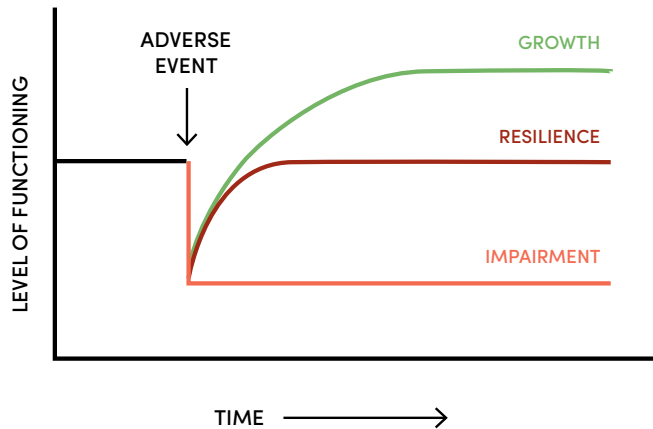 ADVERSE
EVENT
GROWTH
RESILIENCE
IMPAIRMENT
LEVEL OF FUNCTIONING
TIME